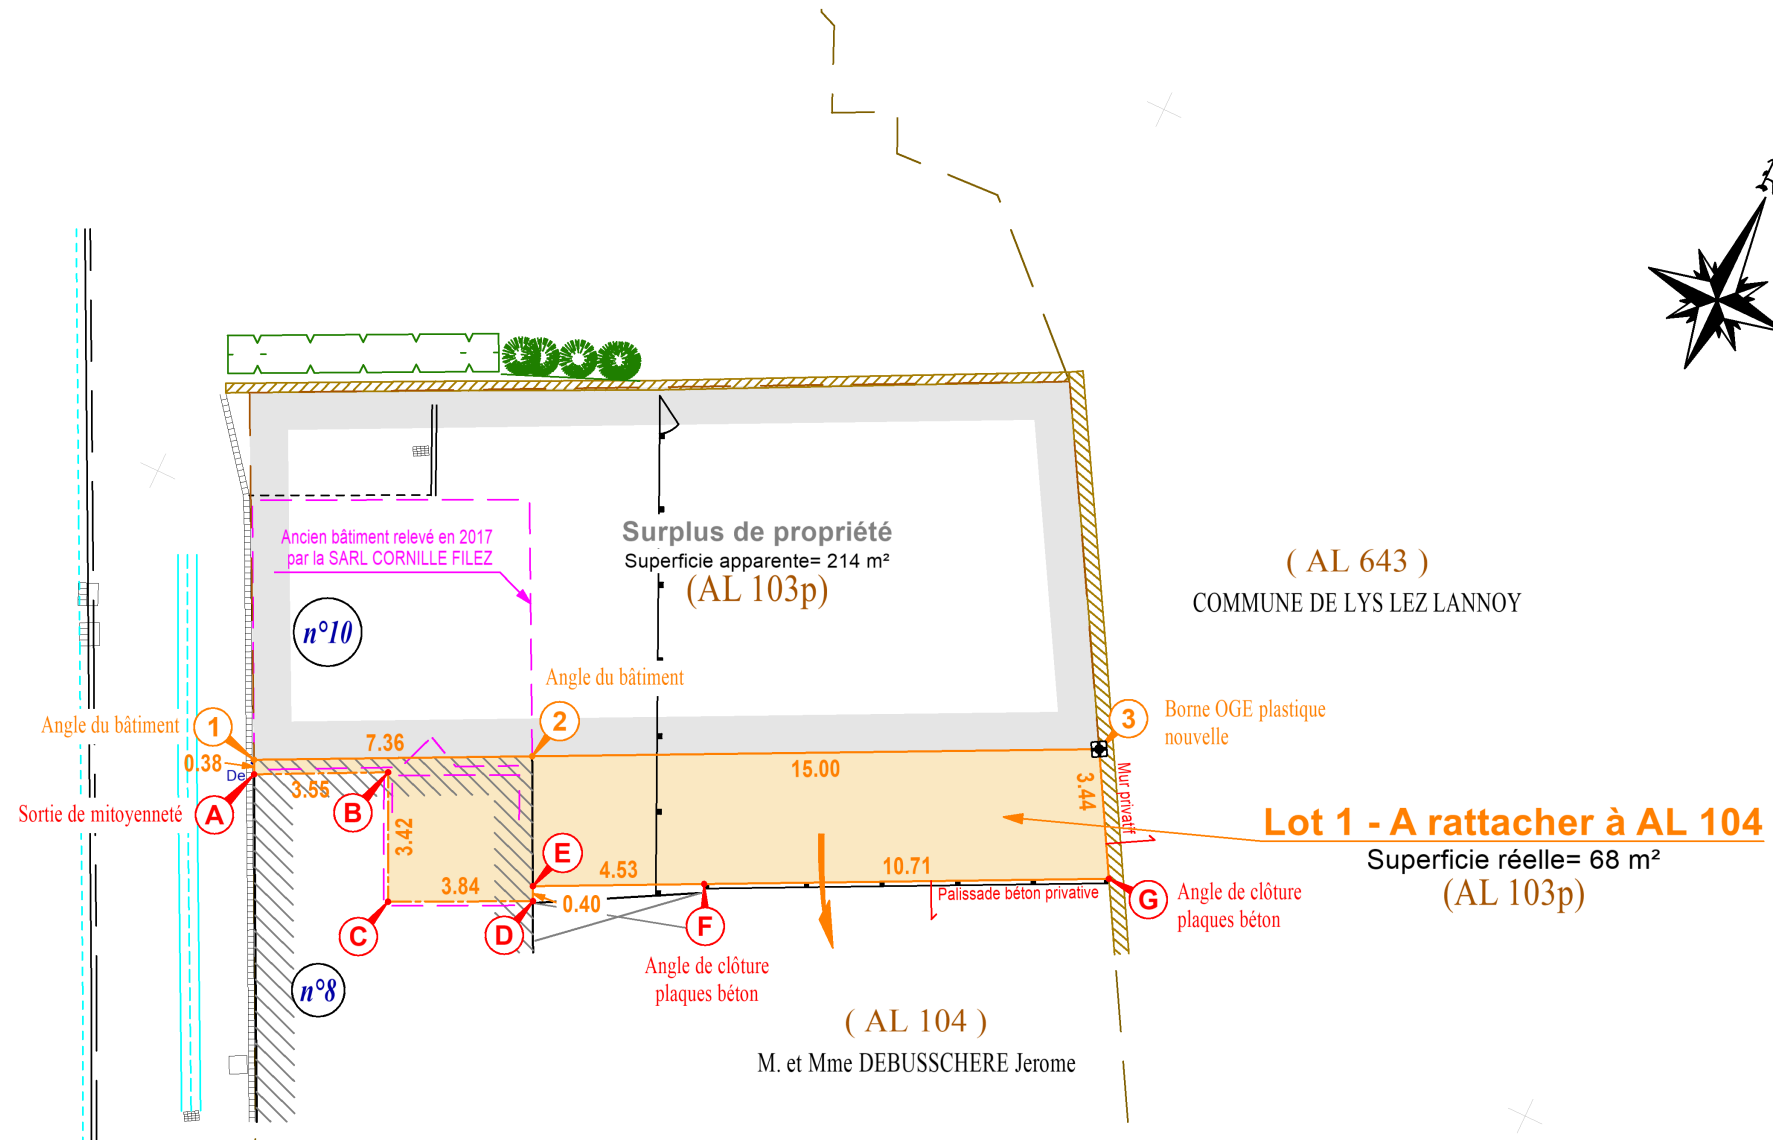 Ancien bâtiment relevé en 2017
par la SARL CORNILLE FILEZ
Surplus de propriété
Superficie apparente= 214 m²
(AL 103p)
( AL 643 )
COMMUNE DE LYS LEZ LANNOY
n°10
Angle du bâtiment
Angle du bâtiment
1
2
3
Borne OGE plastique
nouvelle
7.36
0.38
De
3.55
15.00
3.44
Mur privatif
Sortie de mitoyenneté
A
B
3.42
Lot 1 - A rattacher à AL 104
Superficie réelle= 68 m²
(AL 103p)
E
4.53
10.71
3.84
0.40
Palissade béton privative
G
Angle de clôture
plaques béton
C
D
F
Angle de clôture
plaques béton
n°8
( AL 104 )
M. et Mme DEBUSSCHERE Jerome